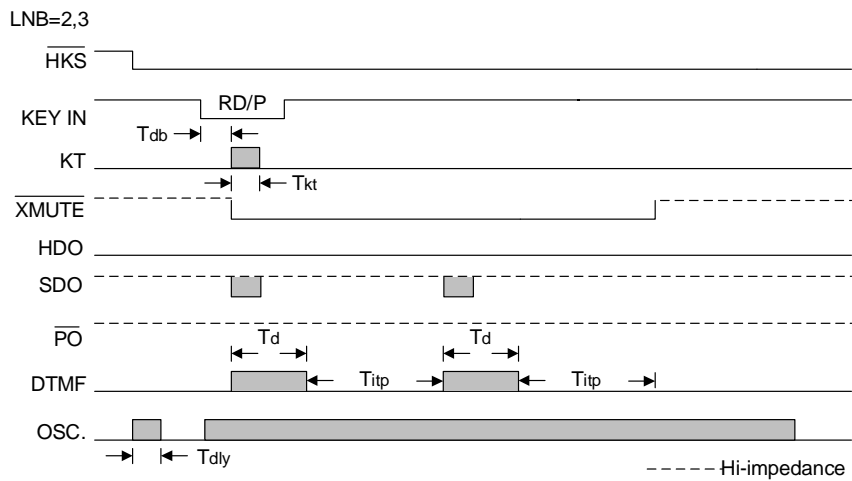 LNB=2,3
HKS
KEY IN
RD/P
Tdb
KT
Tkt
XMUTE
HDO
SDO
PO
Td
Td
DTMF
Titp
Titp
OSC.
Tdly
Hi-impedance